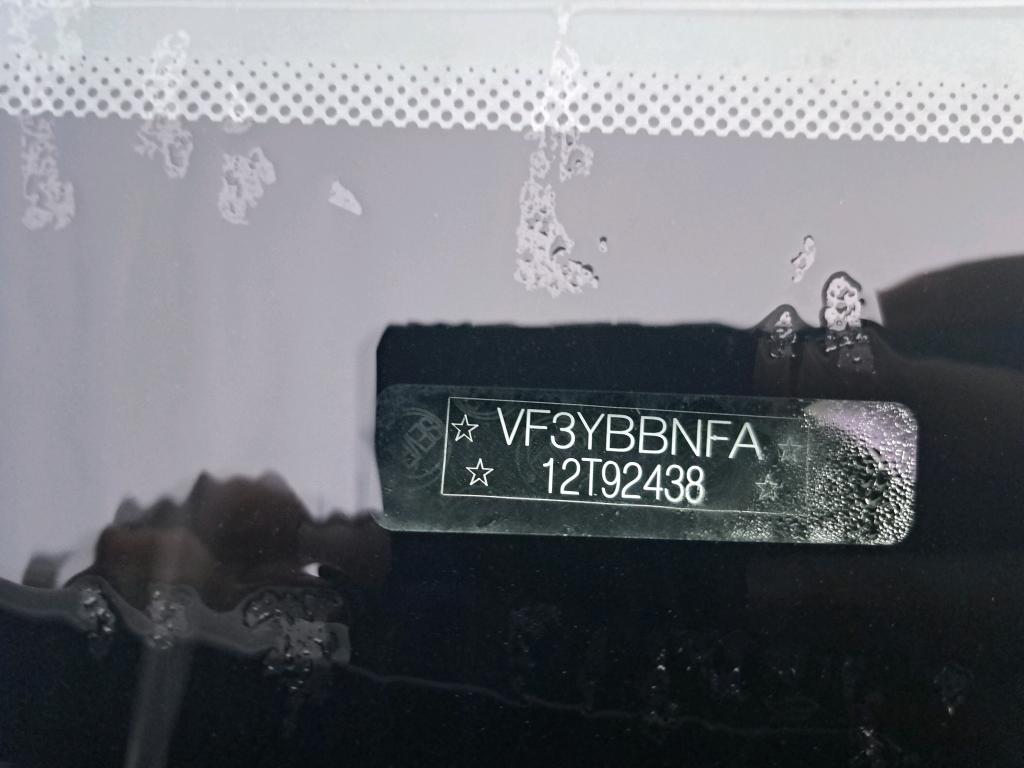 ☆ VF3YBBNFA ☆
☆ 12T92438 ☆